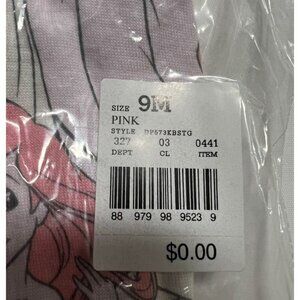 SIZE 9M
PINK
STYLE DP573KBSTG
327 03 0441
DEPT CL ITEM
88 979 98 9523 9
$0.00